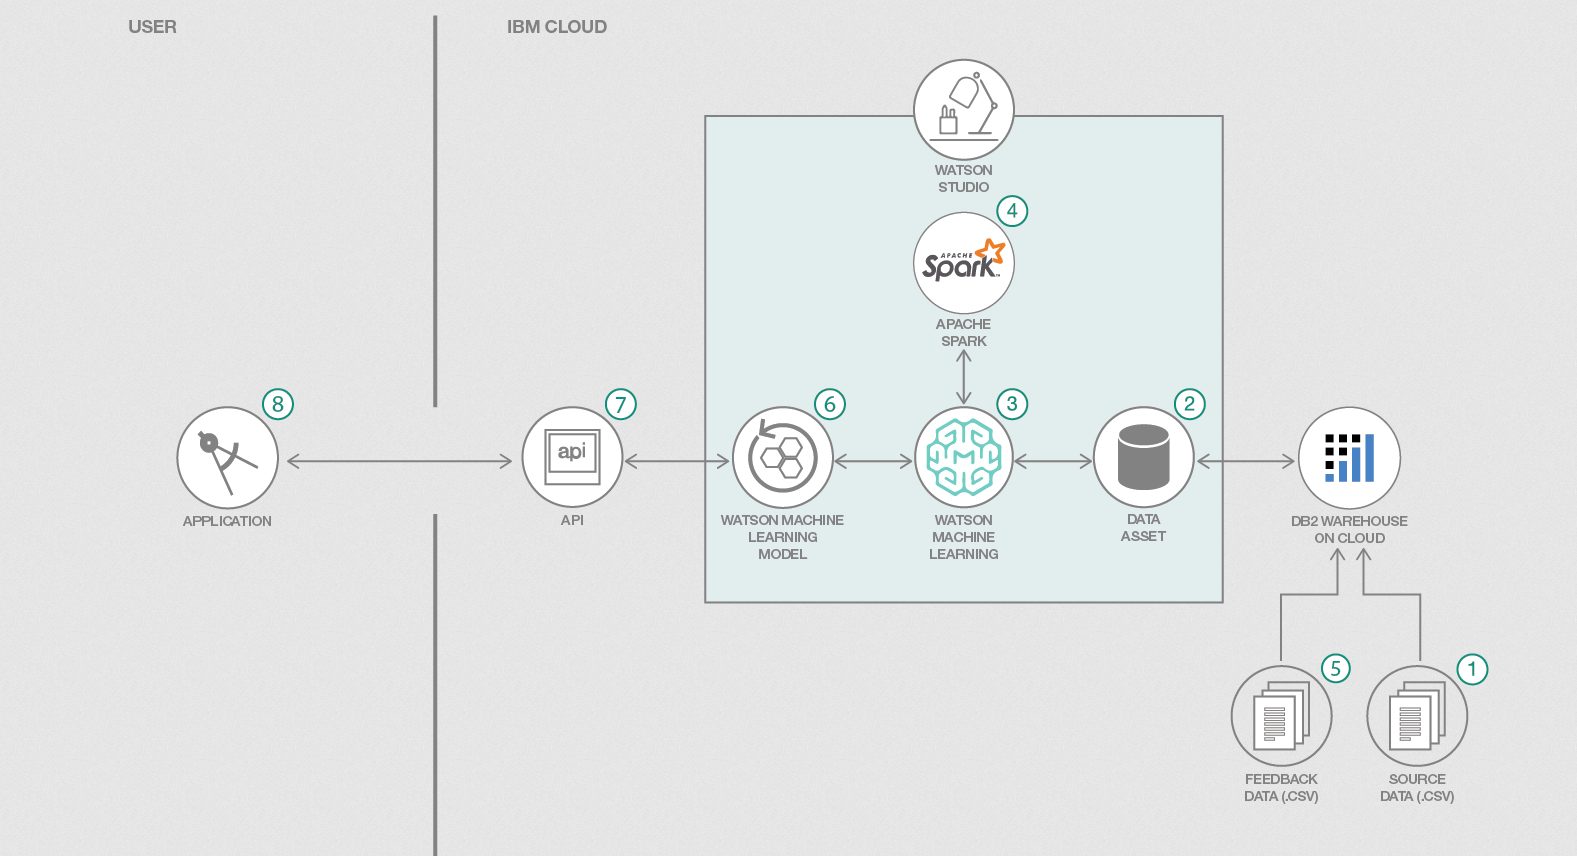 USER
IBM CLOUD
WATSON
STUDIO
4
APACHE
Spark™
APACHE
SPARK
8
APPLICATION
7
api
API
6
WATSON MACHINE
LEARNING
MODEL
3
WATSON
MACHINE
LEARNING
2
DATA
ASSET
DB2 WAREHOUSE
ON CLOUD
5
FEEDBACK
DATA (.CSV)
1
SOURCE
DATA (.CSV)